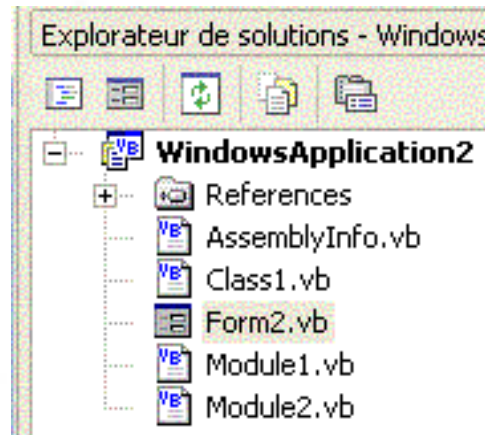 Explorateur de solutions - Windows
WindowsApplication2
References
AssemblyInfo.vb
Class1.vb
Form2.vb
Module1.vb
Module2.vb